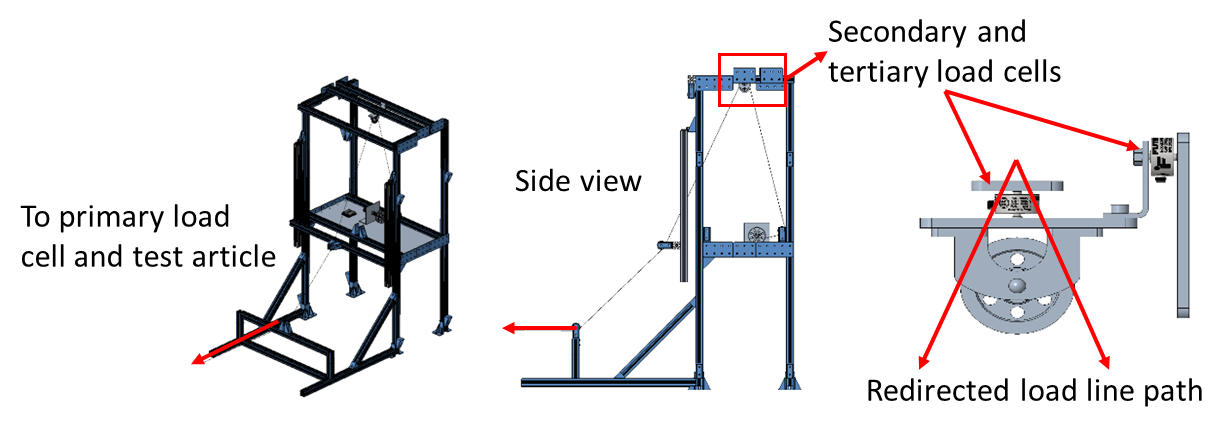 Secondary and
tertiary load cells
Side view
To primary load
cell and test article
Redirected load line path